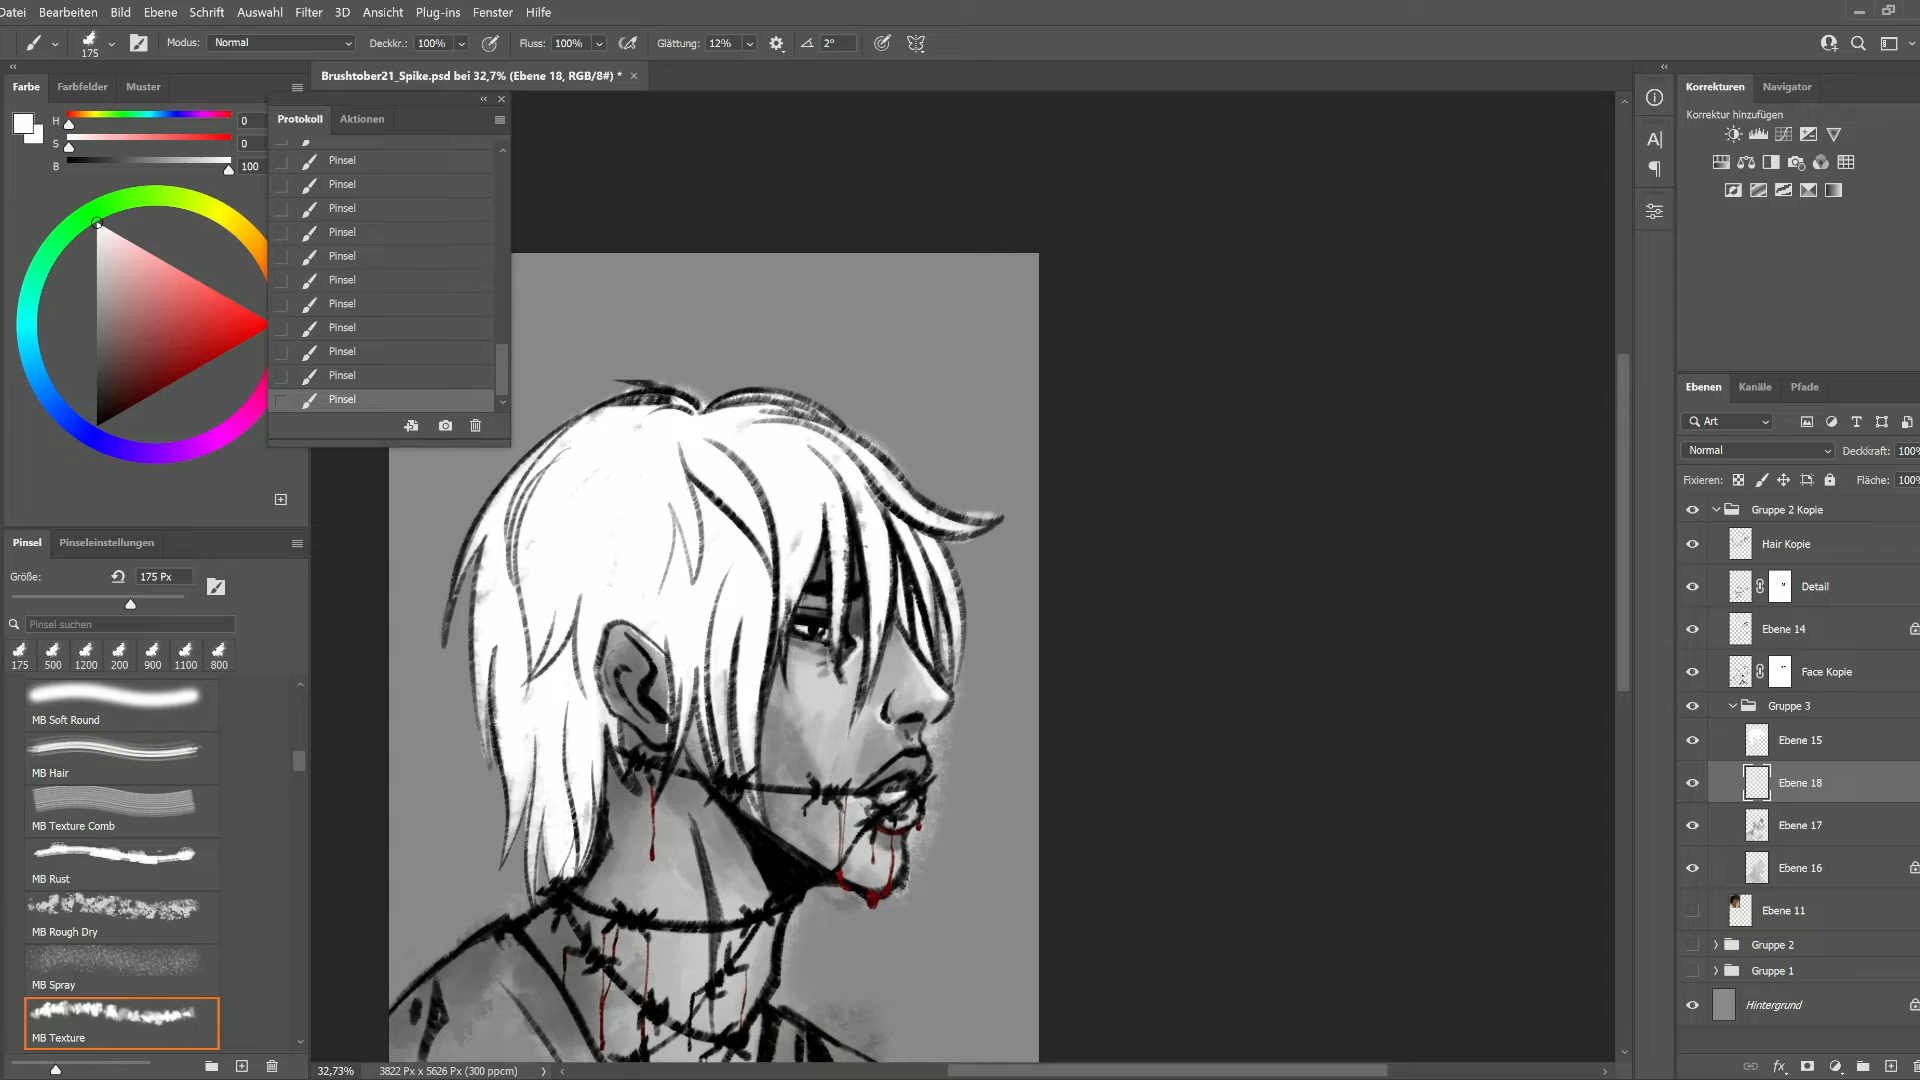 Datei Bearbeiten Bild Ebene Schrift Auswahl Filter 3D Ansicht Plug-ins Fenster Hilfe
175 Modus: Normal Deckkr.: 100% Fluss: 100% Glättung: 12% 2°
Brushtober21_Spike.psd bei 32,7% (Ebene 18, RGB/8#) *
Farbe Farbfelder Muster
H 0
S 0
B 100
Protokoll Aktionen
Pinsel
Pinsel
Pinsel
Pinsel
Pinsel
Pinsel
Pinsel
Pinsel
Pinsel
Pinsel
Pinsel
Pinsel Pinseleinstellungen
Größe: 175 Px
Pinsel suchen
175 500 1200 200 900 1100 800
MB Soft Round
MB Hair
MB Texture Comb
MB Rust
MB Rough Dry
MB Spray
MB Texture
32,73% 3822 Px x 5626 Px (300 ppcm)
Korrekturen Navigator
Korrektur hinzufügen
Ebenen Kanäle Pfade
Art
Normal Deckkraft: 100%
Fixieren: Fläche: 100%
Gruppe 2 Kopie
Hair Kopie
Detail
Ebene 14
Face Kopie
Gruppe 3
Ebene 15
Ebene 18
Ebene 17
Ebene 16
Ebene 11
Gruppe 2
Gruppe 1
Hintergrund
fx